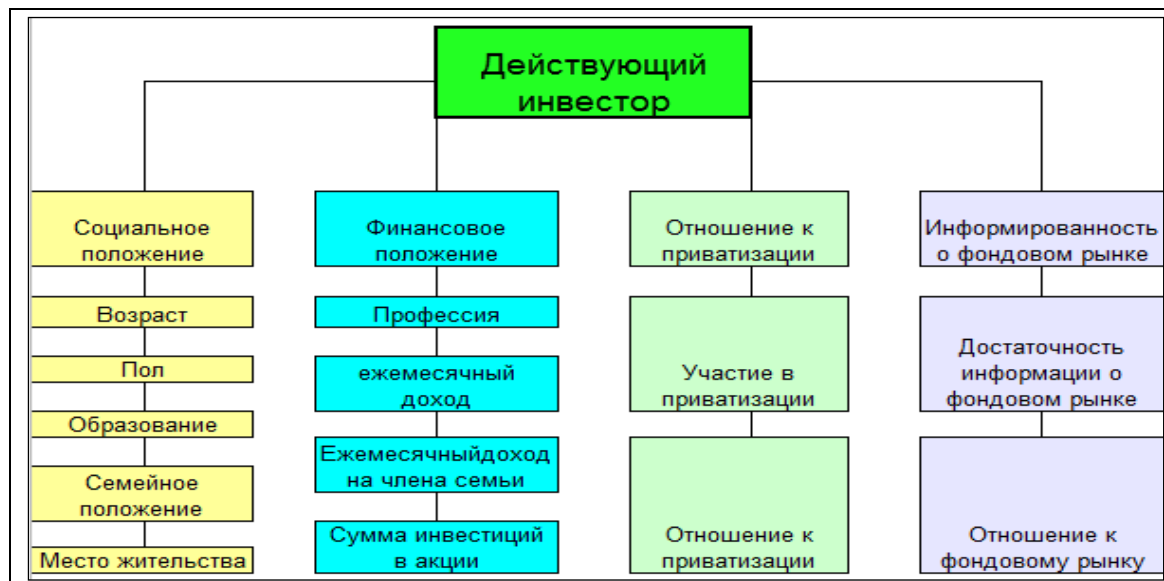 Действующий
инвестор
Социальное
положение
Возраст
Пол
Образование
Семейное
положение
Место жительства
Финансовое
положение
Профессия
ежемесячный
доход
Ежемесячныйдоход
на члена семьи
Сумма инвестиций
в акции
Отношение к
приватизации
Участие в
приватизации
Отношение к
приватизации
Информированность
о фондовом рынке
Достаточность
информации о
фондовом рынке
Отношение к
фондовому рынку